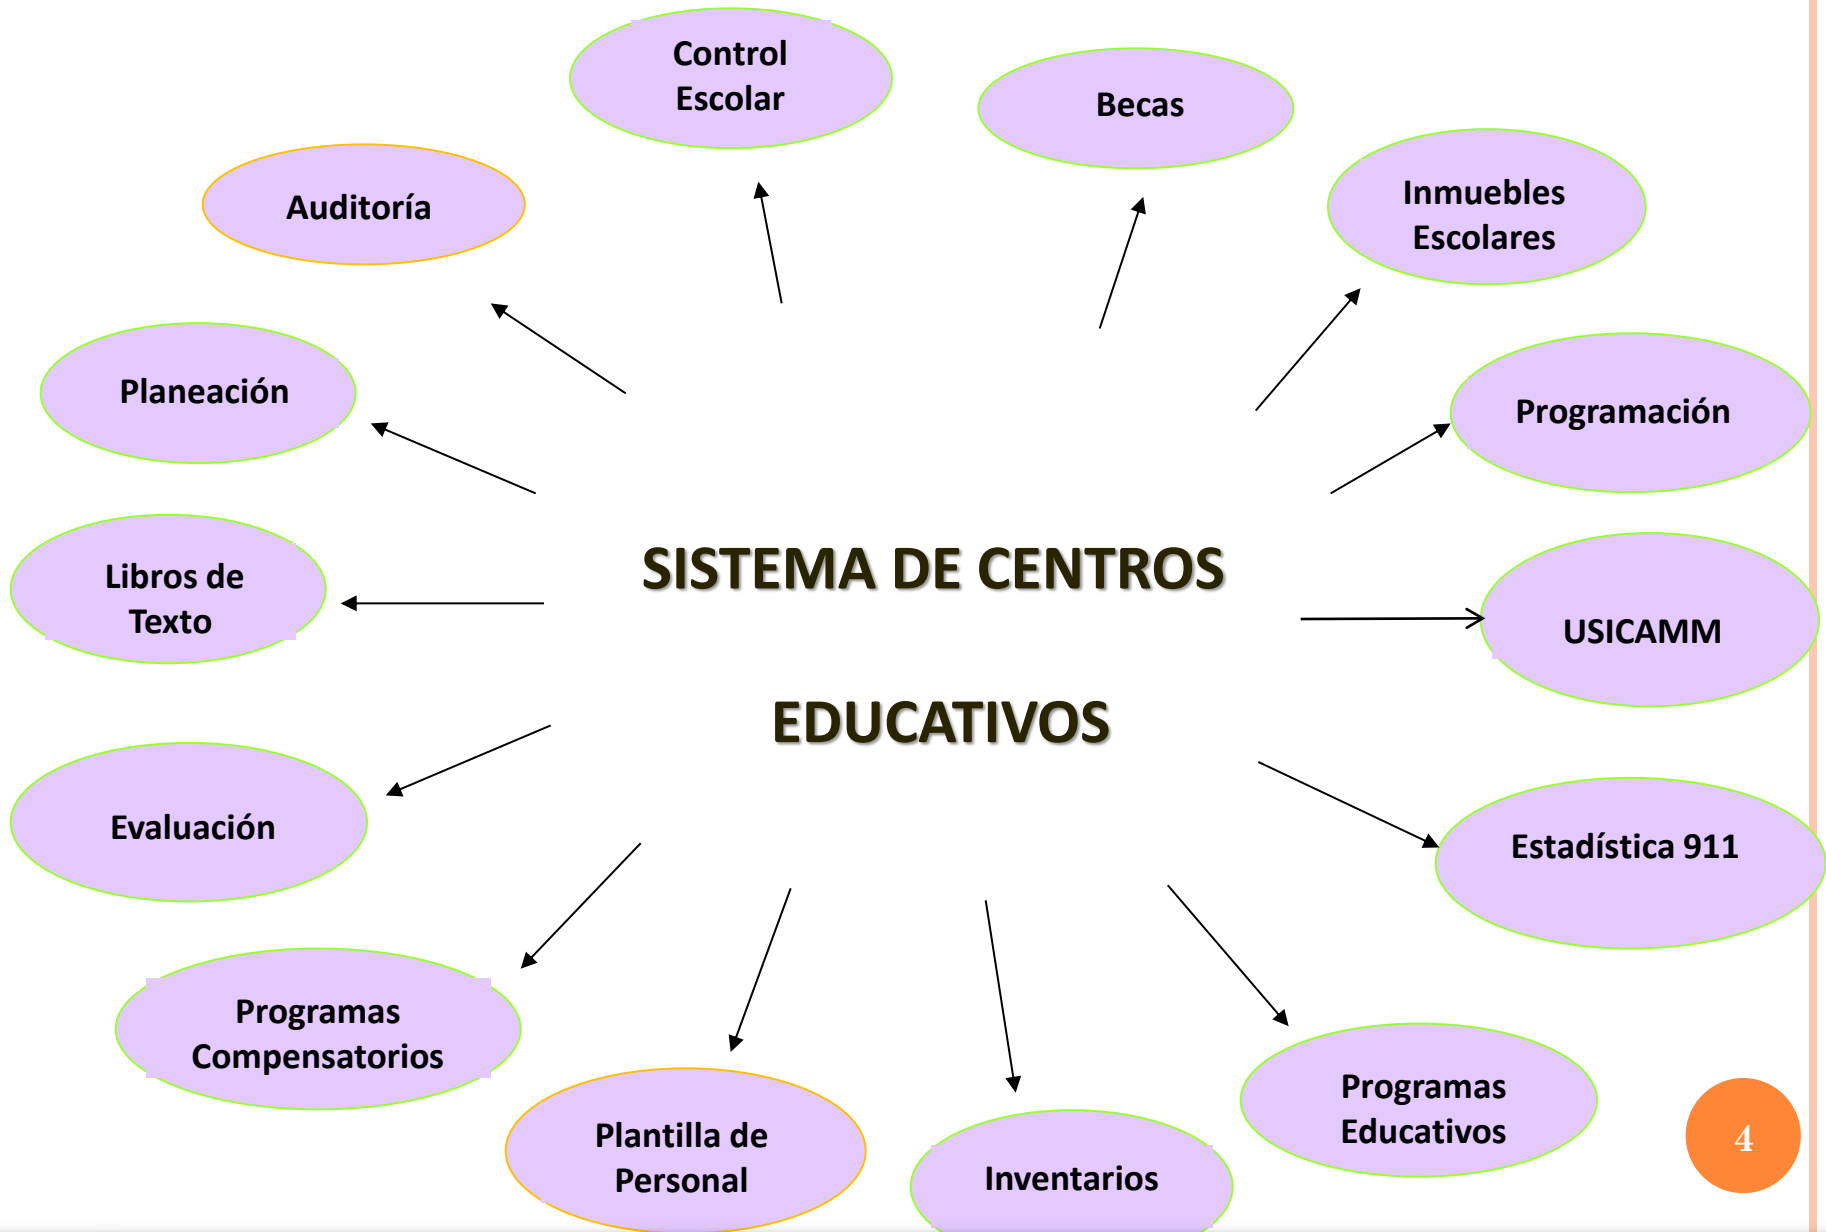 Control
Escolar
Becas
Auditoría
Inmuebles
Escolares
Planeación
Programación
SISTEMA DE CENTROS
EDUCATIVOS
Libros de
Texto
USICAMM
Evaluación
Estadística 911
Programas
Compensatorios
Plantilla de
Personal
Inventarios
Programas
Educativos
4